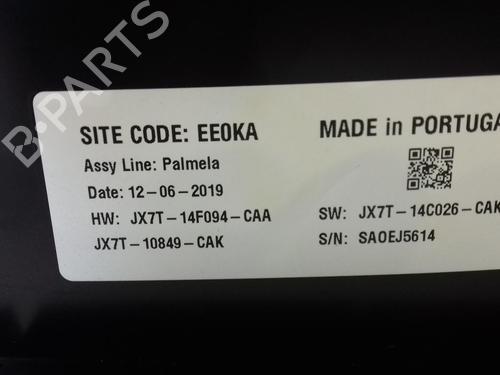 SITE CODE: EE0KA
MADE in PORTUGA
Assy Line: Palmela
Date: 12-06-2019
HW: JX7T-14F094-CAA
SW: JX7T-14C026-CAK
JX7T-10849-CAK
S/N: SA0EJ5614
B-PARTS